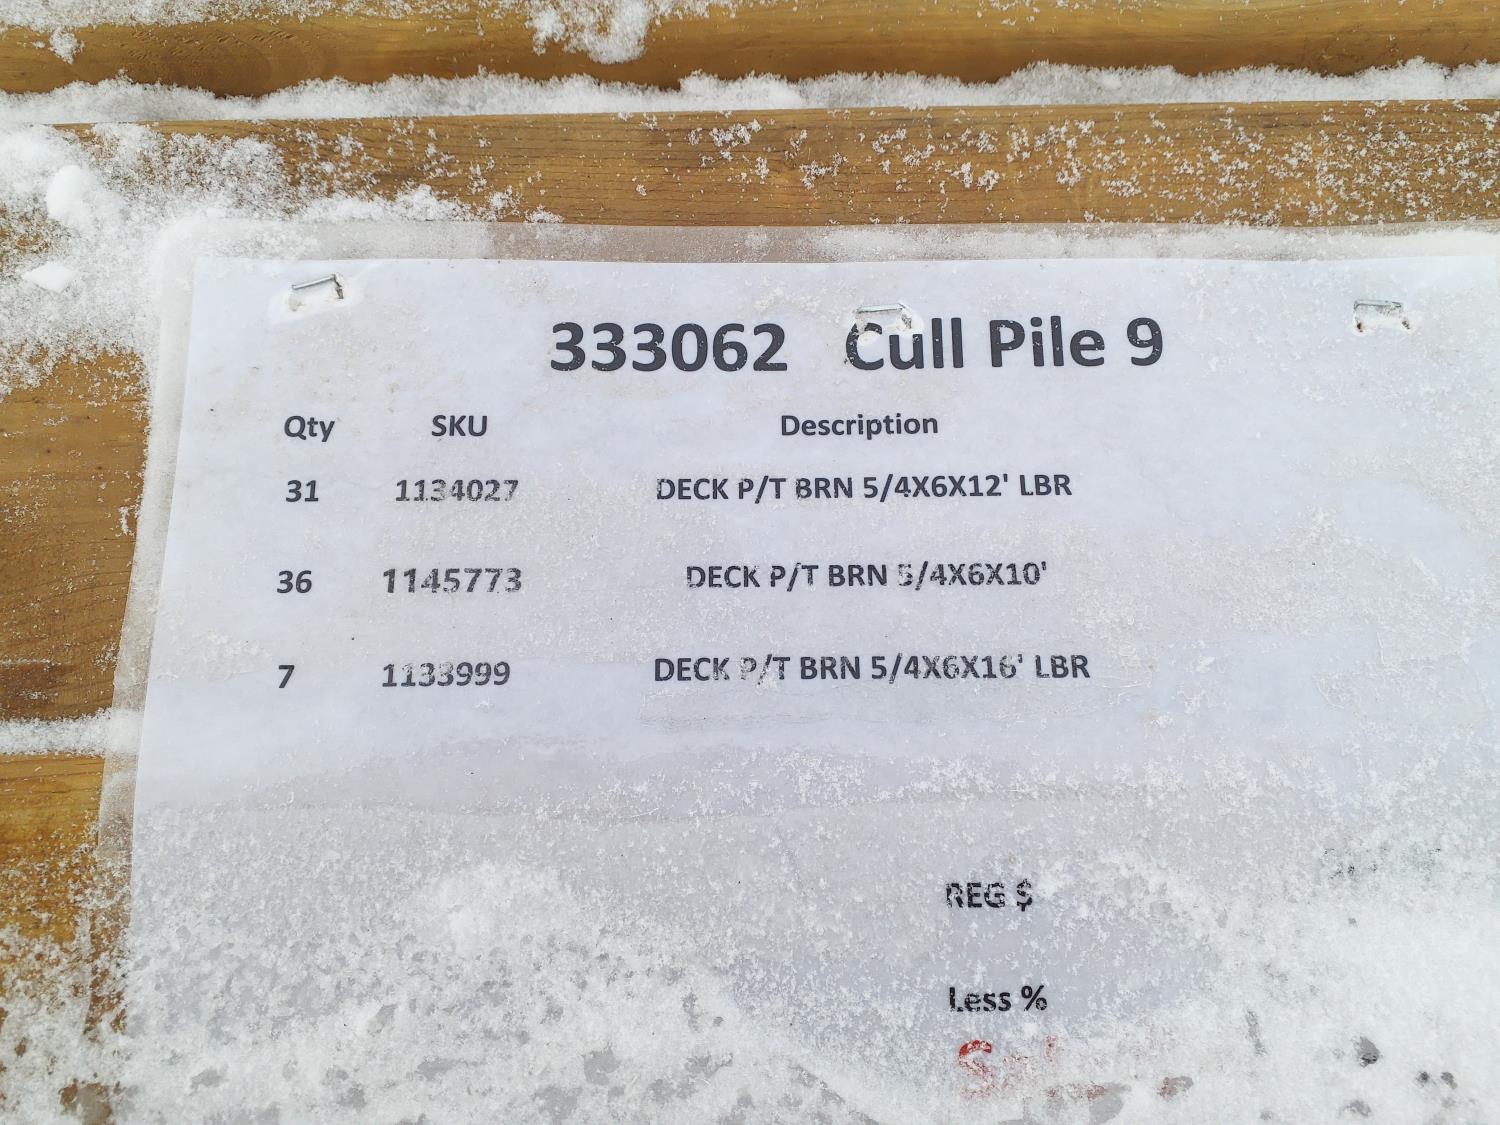 333062 Cull Pile 9
Qty SKU Description
31 1134027 DECK P/T BRN 5/4X6X12' LBR
36 1145773 DECK P/T BRN 5/4X6X10'
7 1133999 DECK P/T BRN 5/4X6X16' LBR
REG $
Less %